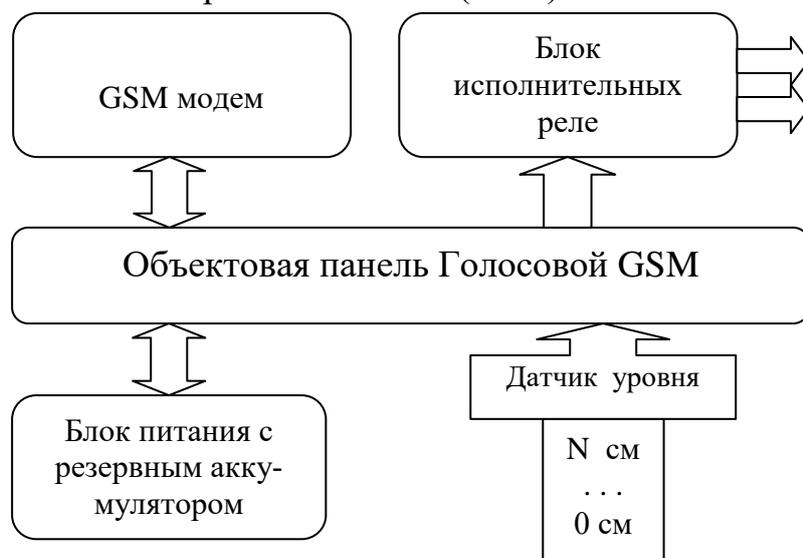 GSM модем
Блок
исполнительных
реле
Объектовая панель Голосовой GSM
Датчик уровня
Блок питания с
резервным акку-
мулятором
N см
. . .
0 см